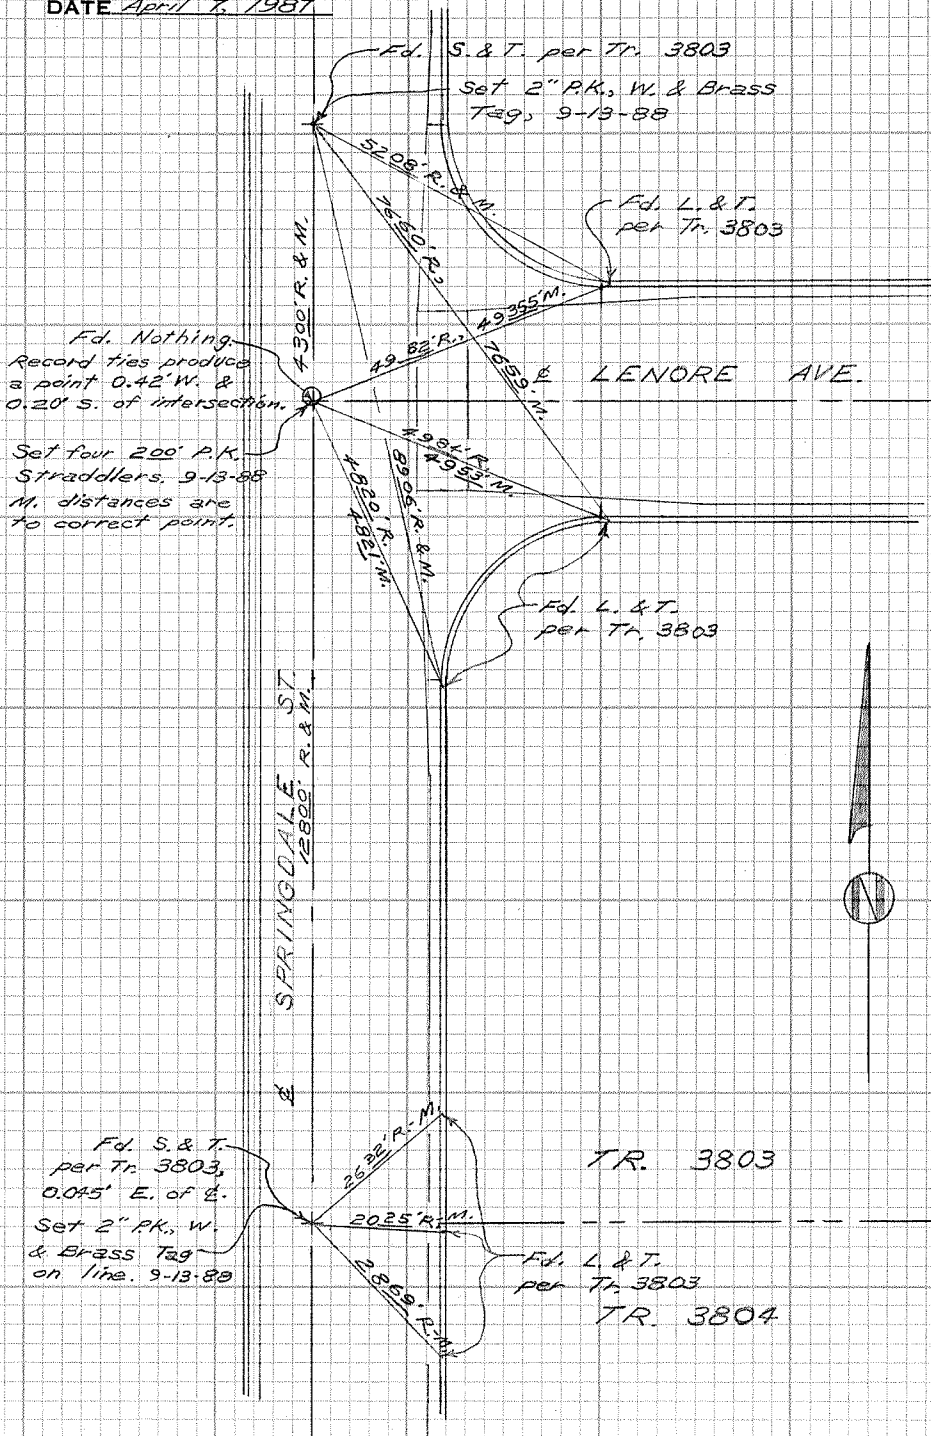 DATE April 7, 1987
Fd. S. & T. per Tr. 3803
Set 2" P.K., W. & Brass
Tag, 9-13-88
52.08' R. & M.
76.60' R.,
76.59' M.
Fd. L. & T.
per Tr. 3803
43.00' R. & M.
49.82' R.,
49.355' M.
Fd. Nothing.
Record ties produce
a point 0.42' W. &
0.20' S. of intersection.
℄ LENORE AVE.
Set four 2.00' P.K.
Straddlers. 9-13-88
M. distances are
to correct point.
49.84' R.
49.53' M.
48.20' R.
48.21' M.
89.06' R. & M.
Fd. L. & T.
per Tr. 3803
℄ SPRINGDALE ST.
128.00' R. & M.
N
Fd. S. & T.
per Tr. 3803,
0.045' E. of ℄.
Set 2" P.K., W.
& Brass Tag
on line. 9-13-88
26.32' R.-M.
20.25' R.-M.
28.69' R.-M.
TR. 3803
Fd. L. & T.
per Tr. 3803
TR. 3804